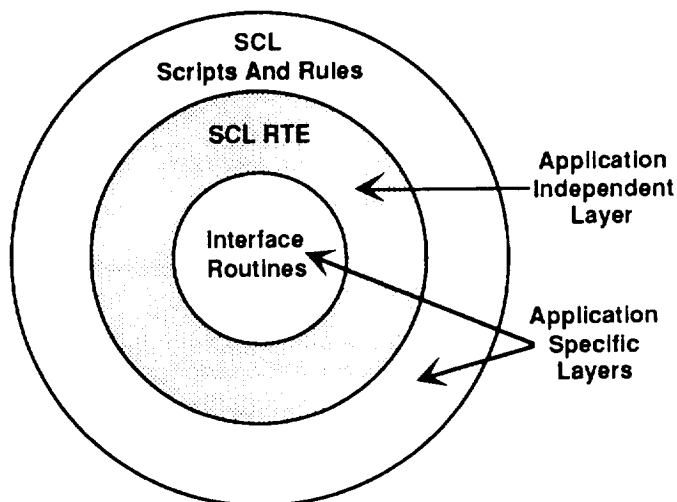 SCL
Scripts And Rules
SCL RTE
Interface
Routines
Application
Independent
Layer
Application
Specific
Layers